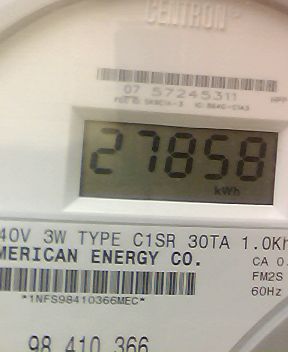 CENTRON®
07 57245311
27858
kWh
40V 3W TYPE C1SR 30TA 1.0Kh
MERICAN ENERGY CO.
CA 0.
FM2S
*1NFS98410366MEC*
60Hz
98 410 366